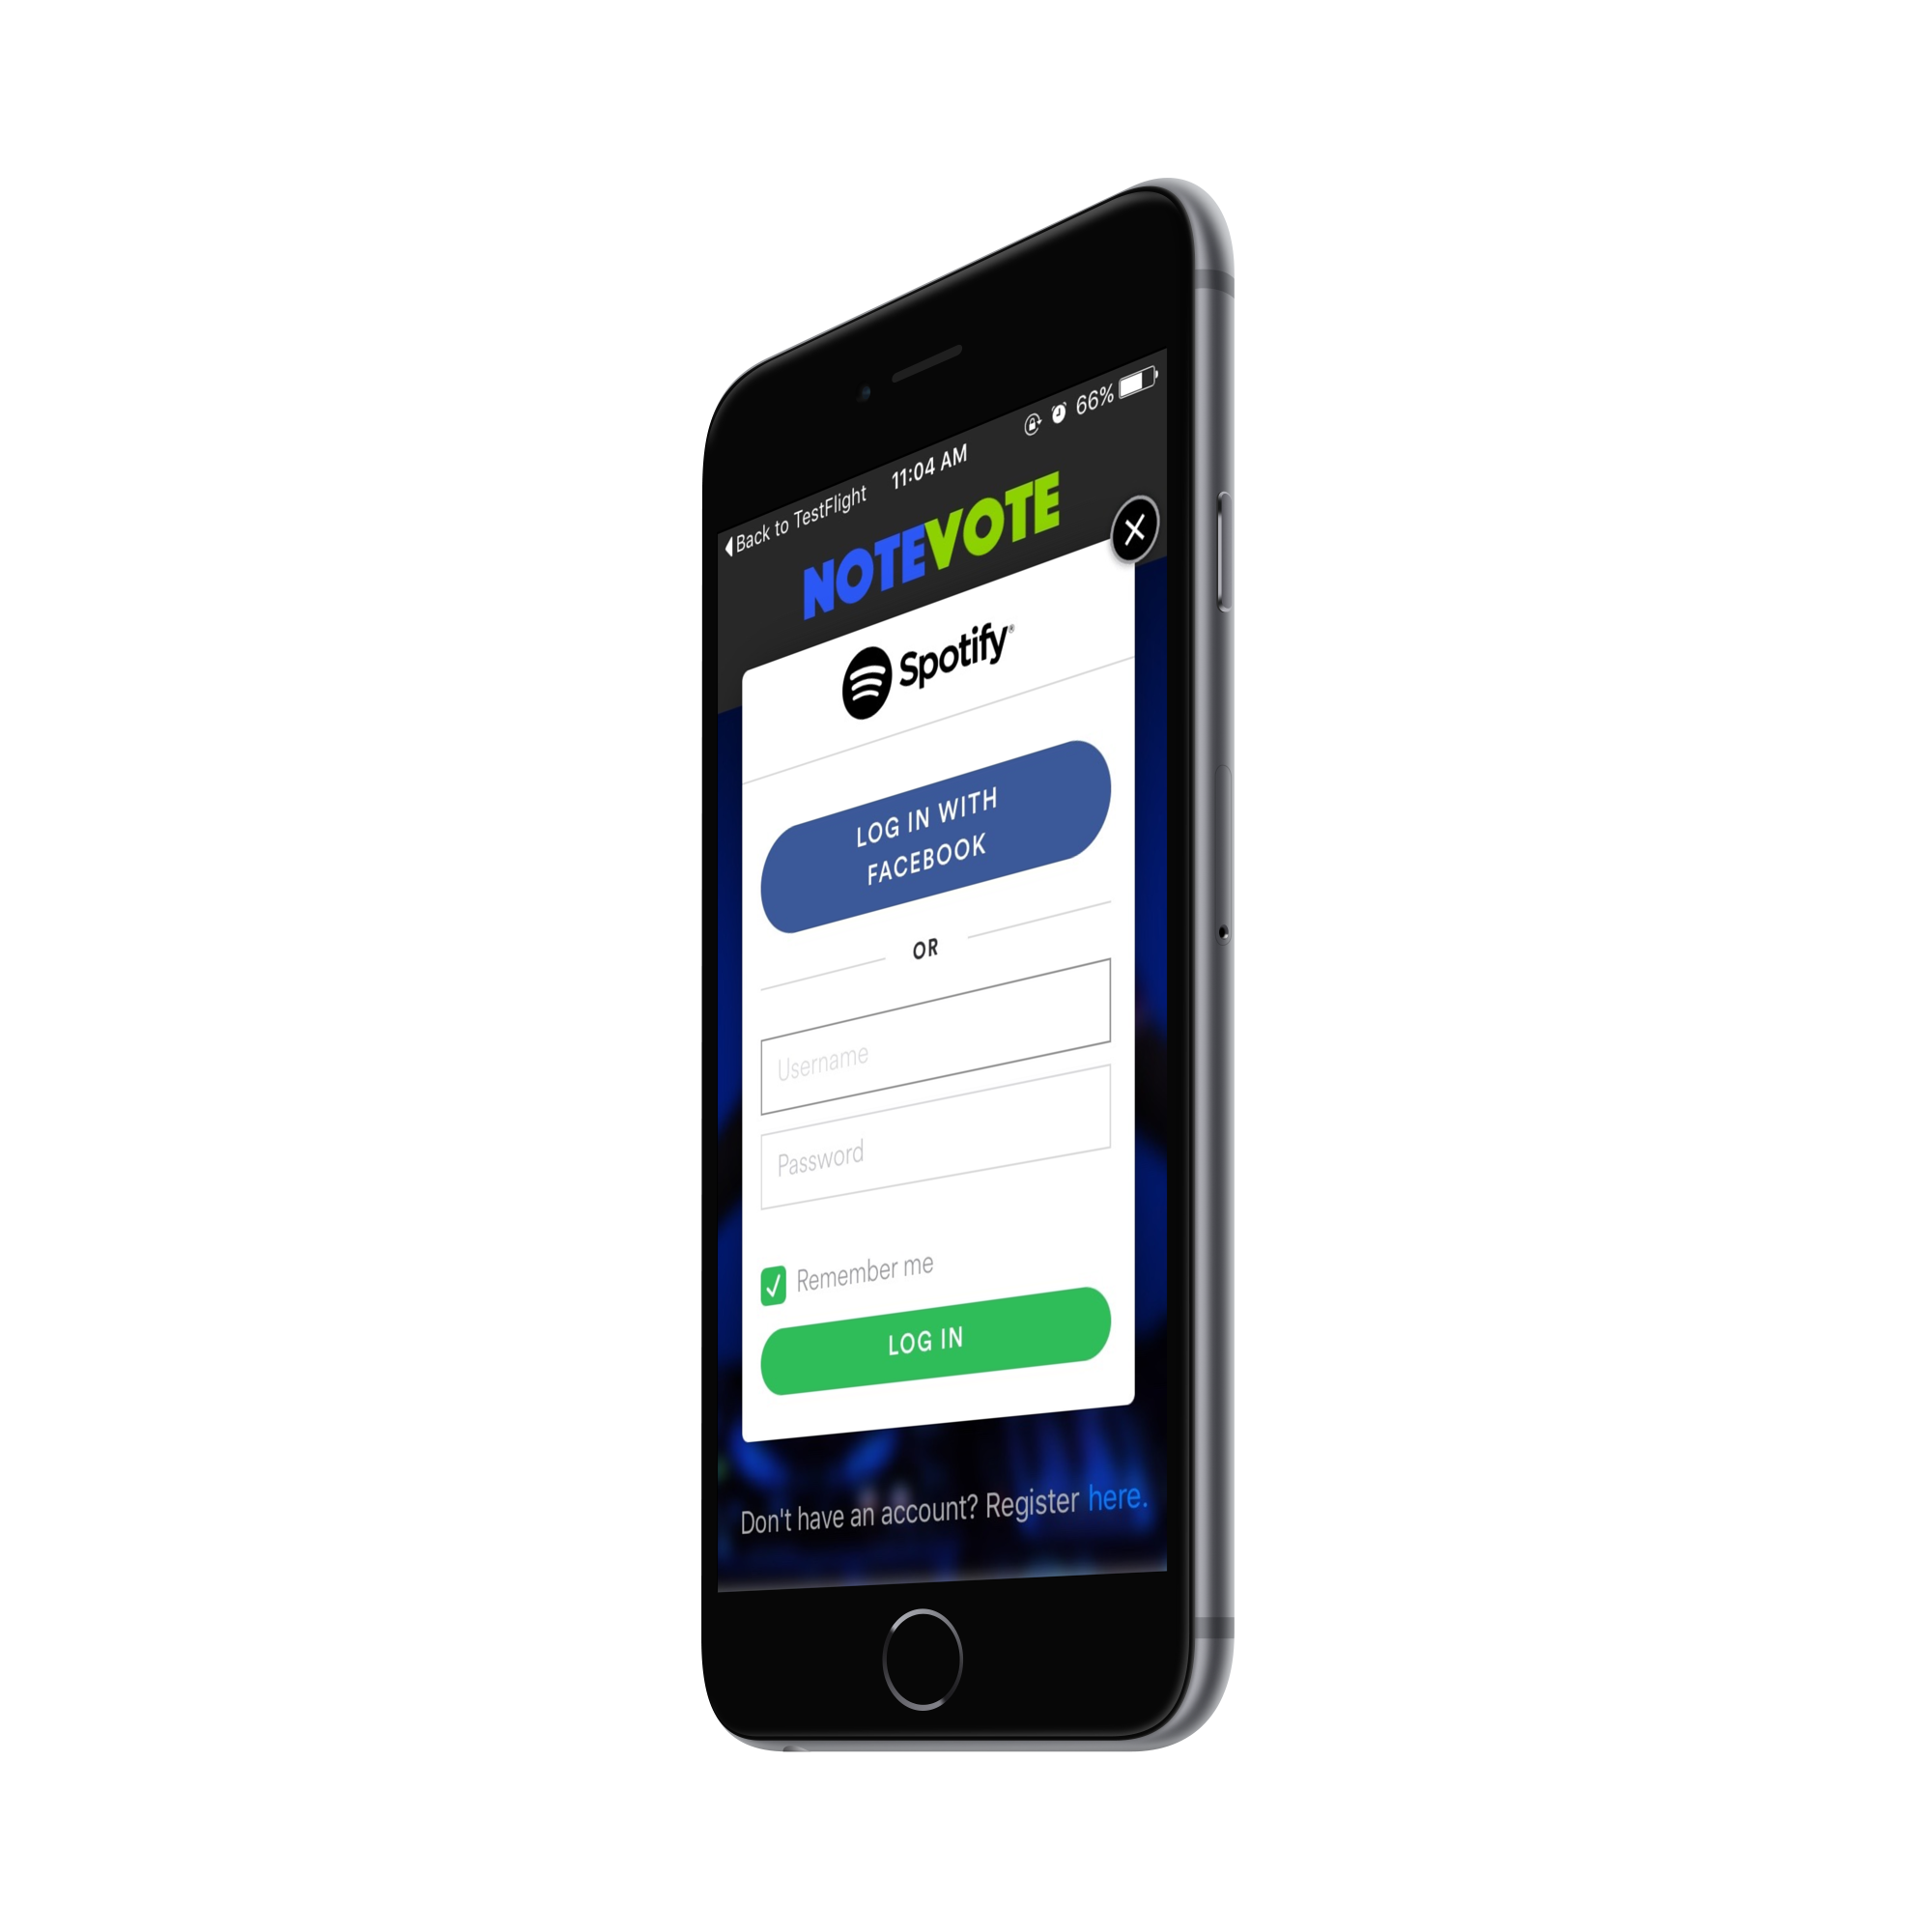 Back to TestFlight 11:04 AM 66%
NOTEVOTE
Spotify®
LOG IN WITH
FACEBOOK
OR
Username
Password
Remember me
LOG IN
Don't have an account? Register here.